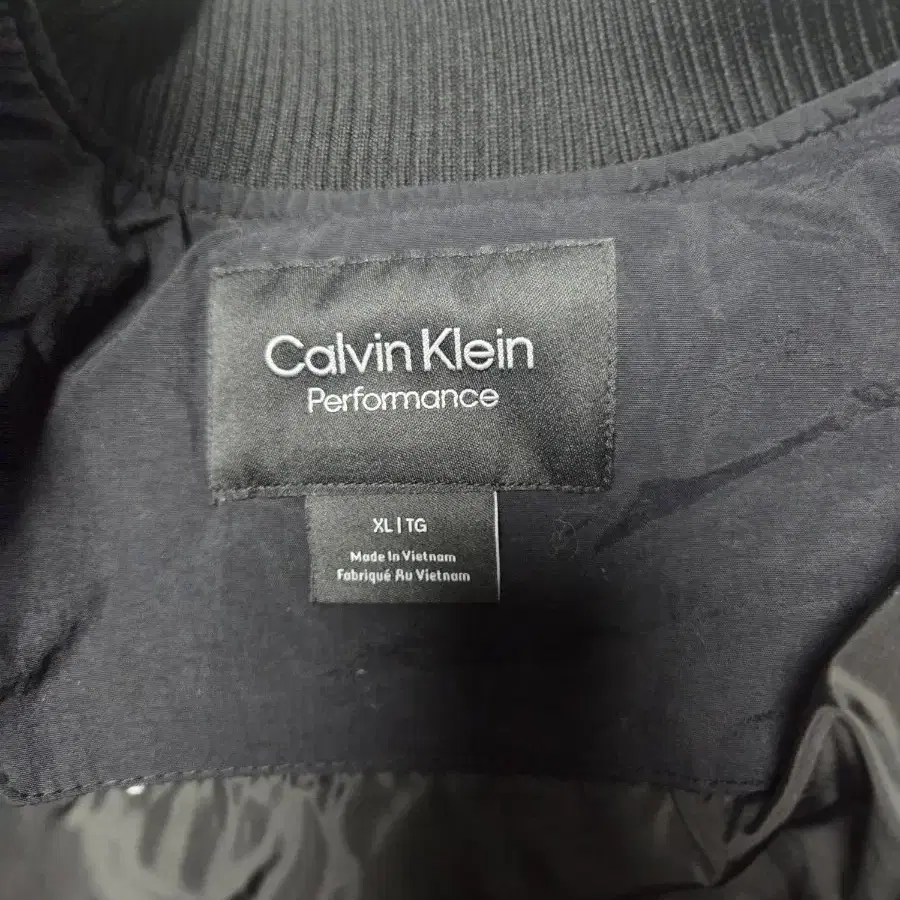 Calvin Klein
Performance
XL | TG
Made In Vietnam
Fabriqué Au Vietnam